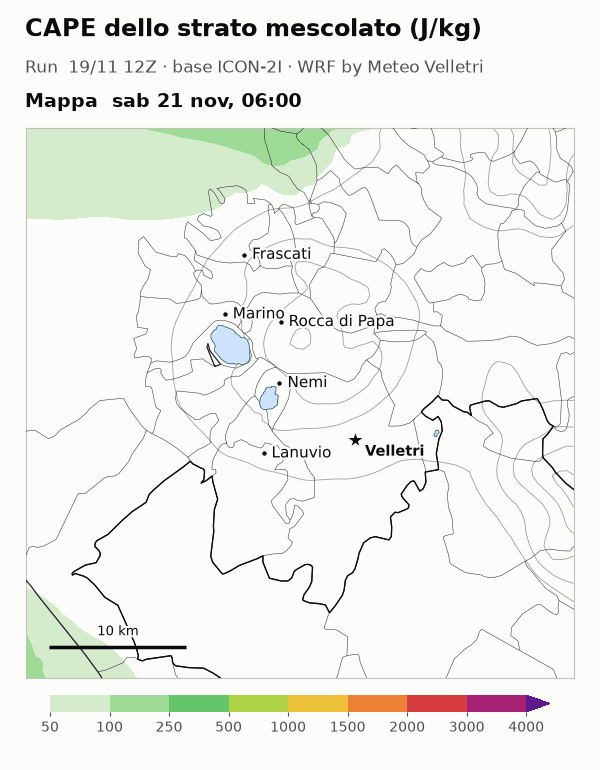 CAPE dello strato mescolato (J/kg)
Run  19/11 12Z · base ICON-2I · WRF by Meteo Velletri
Mappa  sab 21 nov, 06:00
Frascati
Marino
Rocca di Papa
Nemi
Velletri
Lanuvio
10 km
50 100 250 500 1000 1500 2000 3000 4000